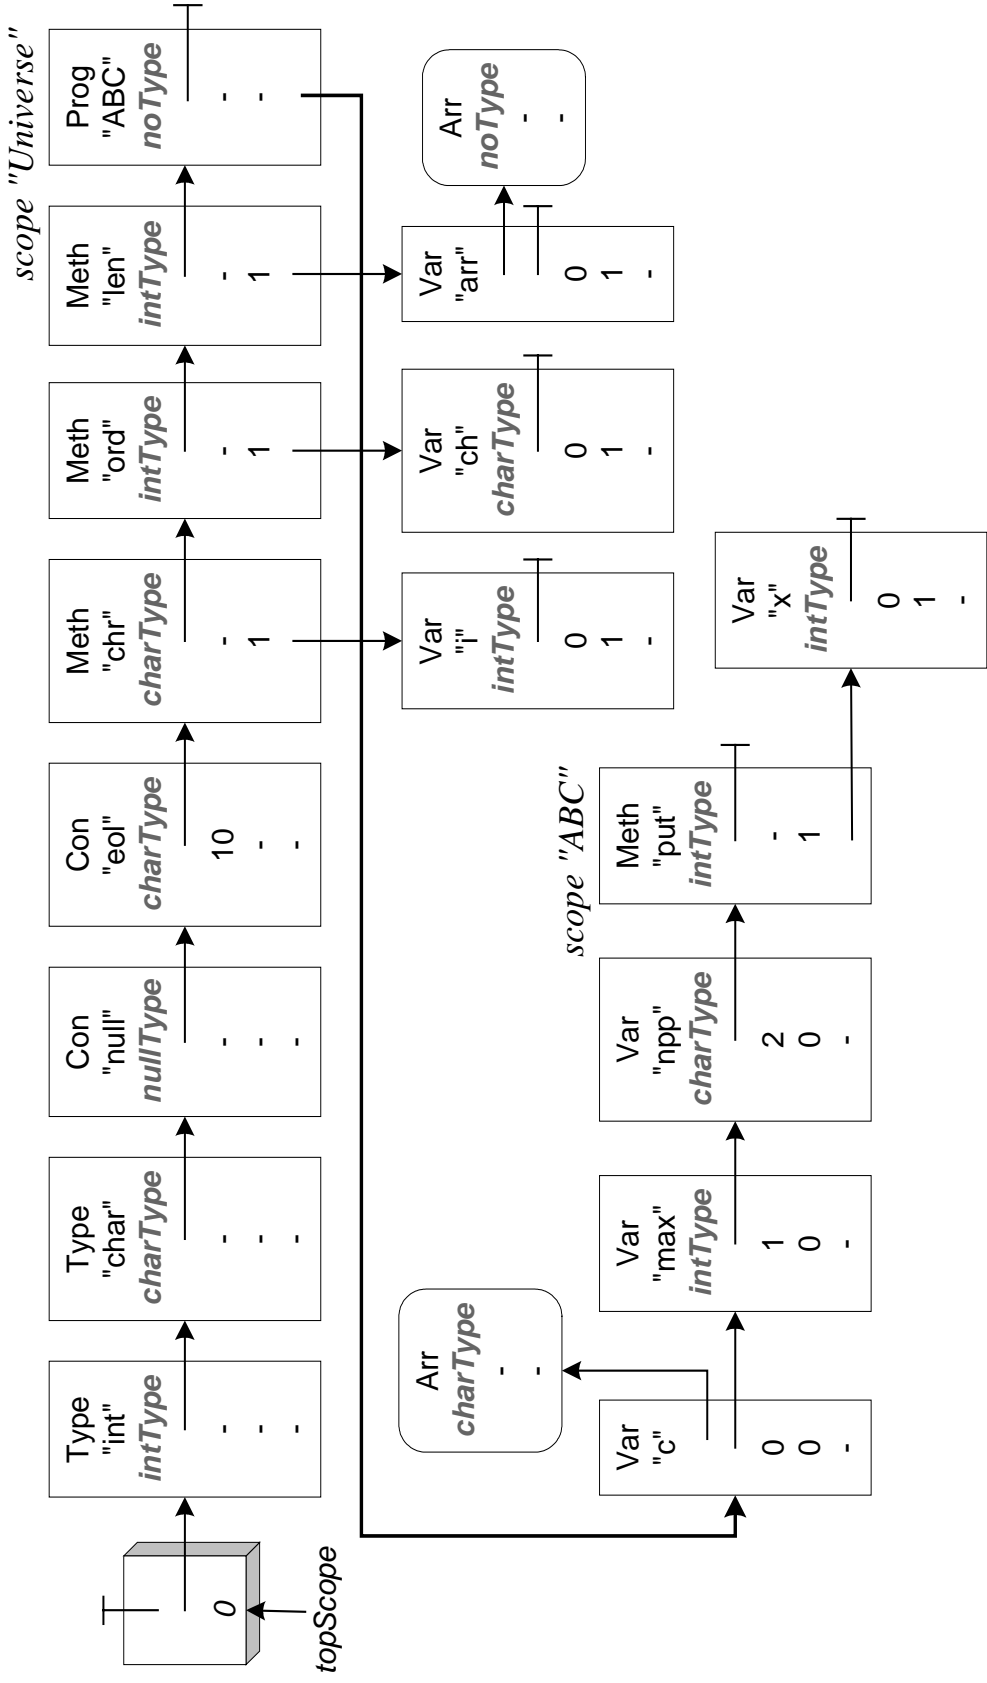 scope "Universe"
0
topScope
Type
"int"
intType
-
-
-
Type
"char"
charType
-
-
-
Con
"null"
nullType
-
-
-
Con
"eol"
charType
10
-
-
Meth
"chr"
charType
-
1
Meth
"ord"
intType
-
1
Meth
"len"
intType
-
1
Prog
"ABC"
noType
-
-
Var
"i"
intType
0
1
-
Var
"ch"
charType
0
1
-
Var
"arr"
0
1
-
Arr
noType
-
-
Arr
charType
-
-
scope "ABC"
Var
"c"
0
0
-
Var
"max"
intType
1
0
-
Var
"npp"
charType
2
0
-
Meth
"put"
intType
-
1
Var
"x"
intType
0
1
-